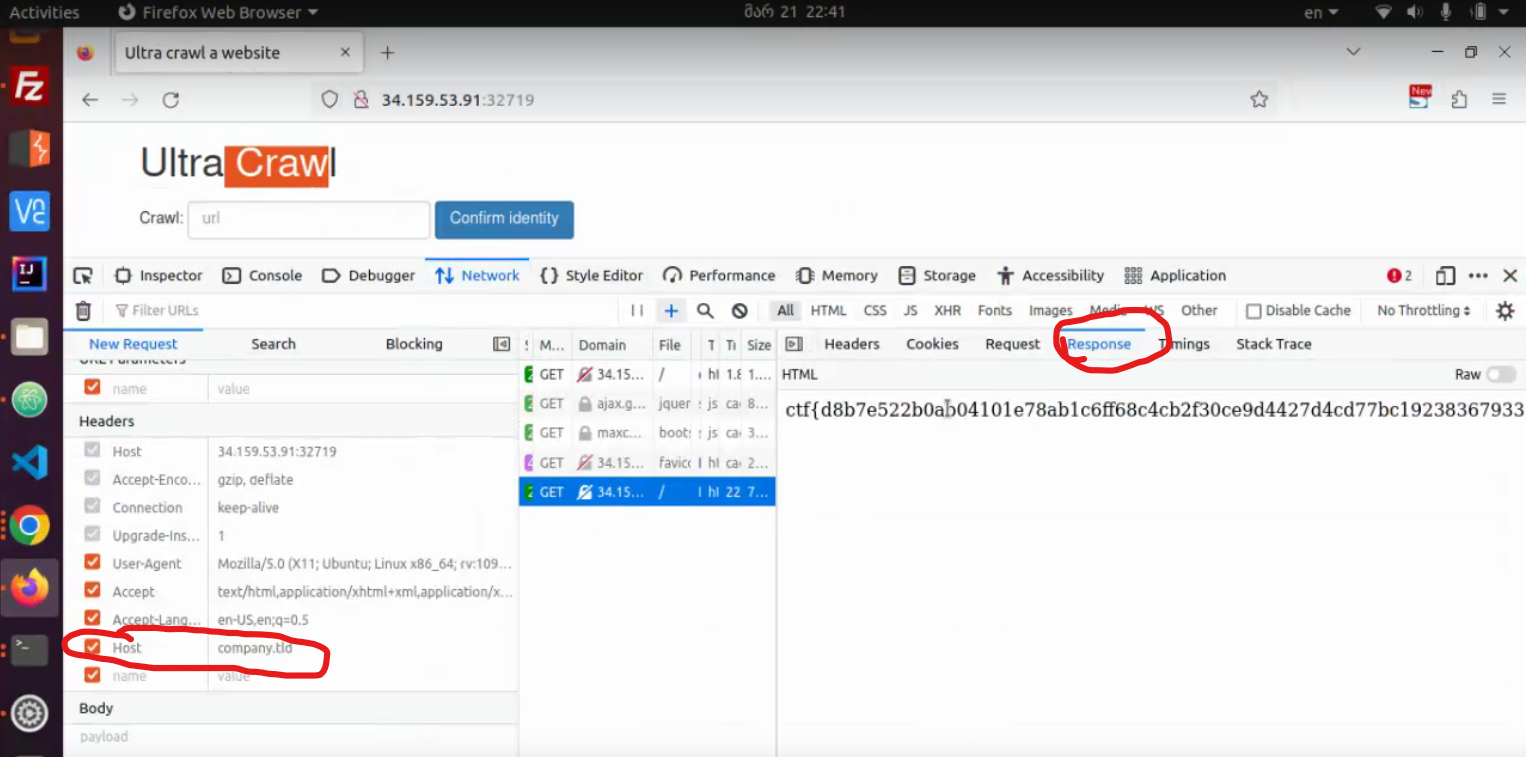 Activities Firefox Web Browser მარ 21 22:41 en
Ultra crawl a website
34.159.53.91:32719 New
Ultra Crawl
Crawl: url Confirm identity
Inspector Console Debugger Network Style Editor Performance Memory Storage Accessibility Application 2
Filter URLs All HTML CSS JS XHR Fonts Images Media WS Other Disable Cache No Throttling
New Request Search Blocking M... Domain File T Size Headers Cookies Request Response Timings Stack Trace
URL Parameters
HTML Raw
name value
ctf{d8b7e522b0ab04101e78ab1c6ff68c4cb2f30ce9d4427d4cd77bc19238367933
Headers
Host 34.159.53.91:32719
Accept-Enco... gzip, deflate
Connection keep-alive
Upgrade-Ins... 1
User-Agent Mozilla/5.0 (X11; Ubuntu; Linux x86_64; rv:109...
Accept text/html,application/xhtml+xml,application/x...
Accept-Lang... en-US,en;q=0.5
Host company.tld
name value
Body
payload
GET 34.15... / 1.8 1....
GET ajax.g... jquer js ca 8...
GET maxc... boots js ca 3...
GET 34.15... favic ca 2...
GET 34.15... / 22 7...